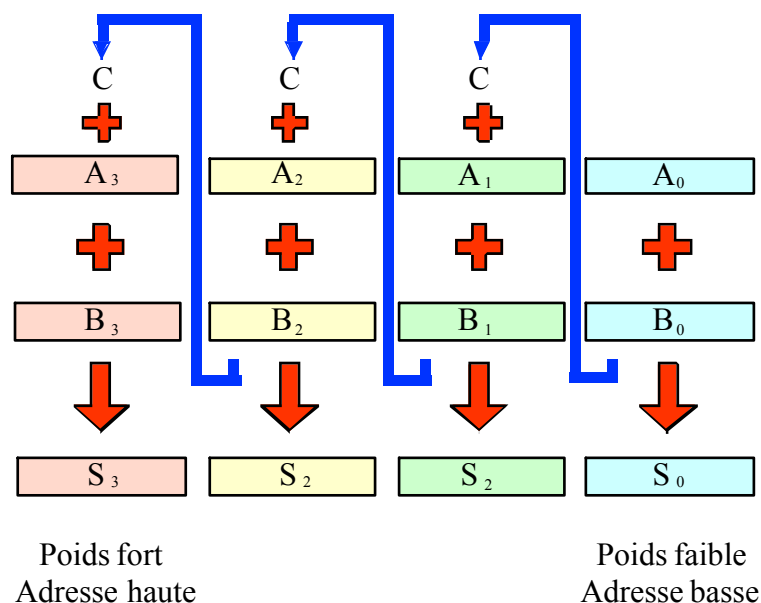 C C C
A₃ A₂ A₁ A₀
B₃ B₂ B₁ B₀
S₃ S₂ S₂ S₀
Poids fort Poids faible
Adresse haute Adresse basse